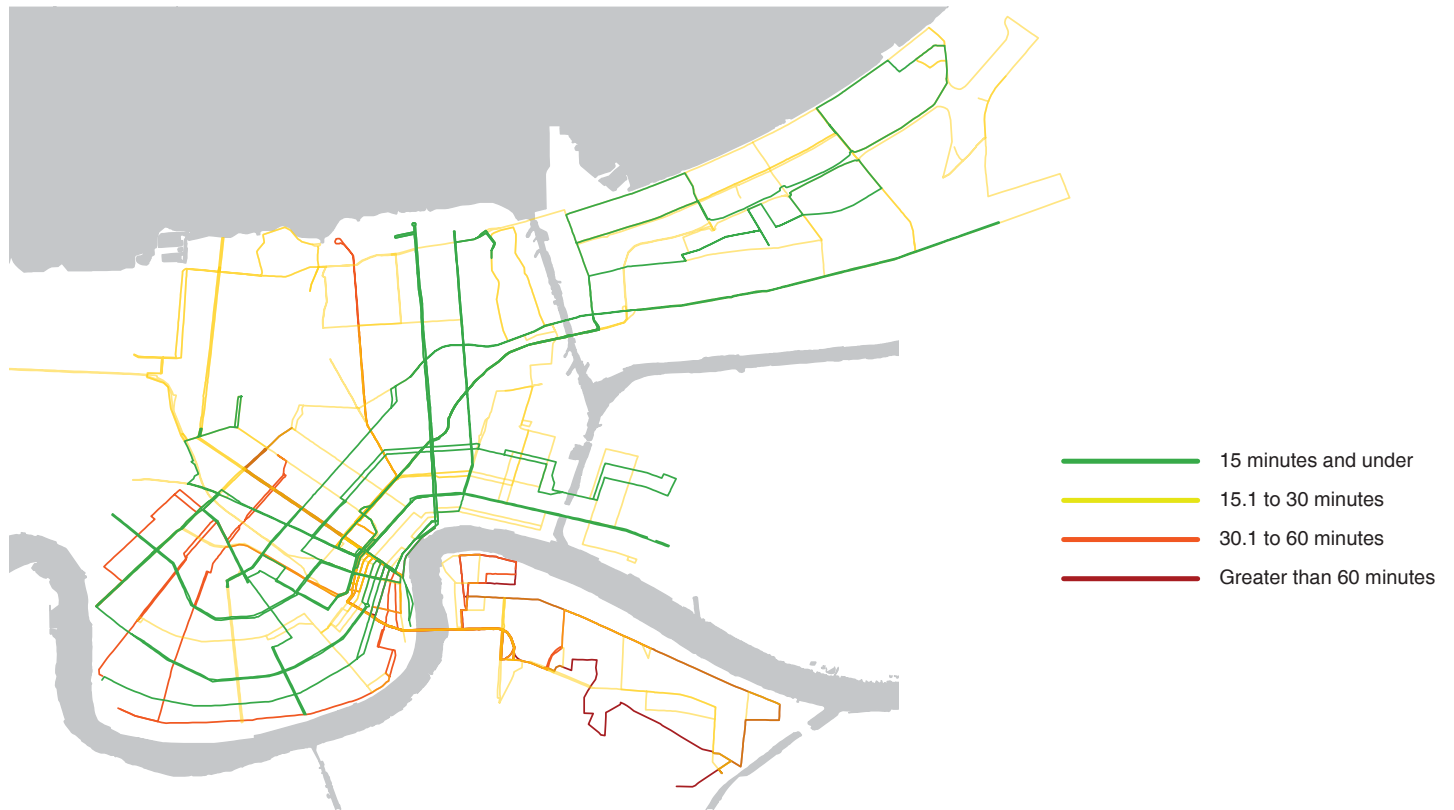 15 minutes and under
15.1 to 30 minutes
30.1 to 60 minutes
Greater than 60 minutes